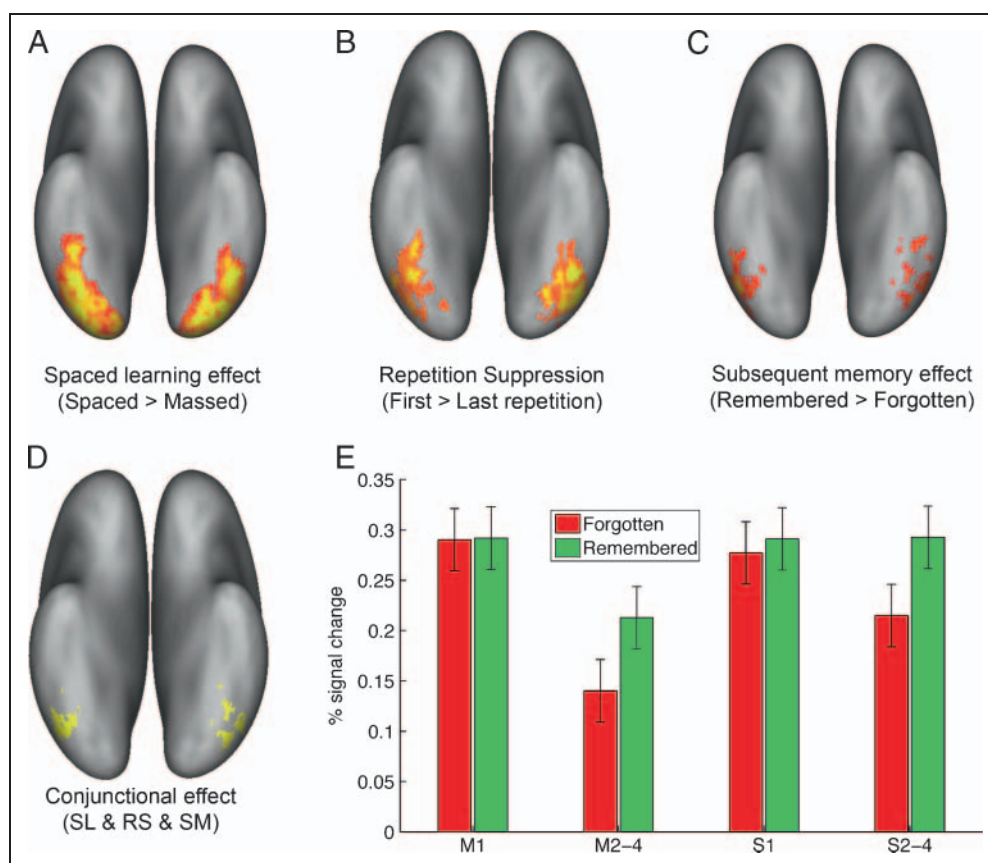 A
B
C
Spaced learning effect
(Spaced > Massed)
Repetition Suppression
(First > Last repetition)
Subsequent memory effect
(Remembered > Forgotten)
D
Conjunctional effect
(SL & RS & SM)
E
0.35
0.3
0.25
0.2
0.15
0.1
0.05
0
% signal change
Forgotten
Remembered
M1
M2–4
S1
S2–4